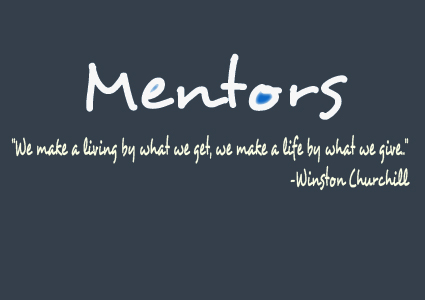 Mentors
"We make a living by what we get, we make a life by what we give."
-Winston Churchill